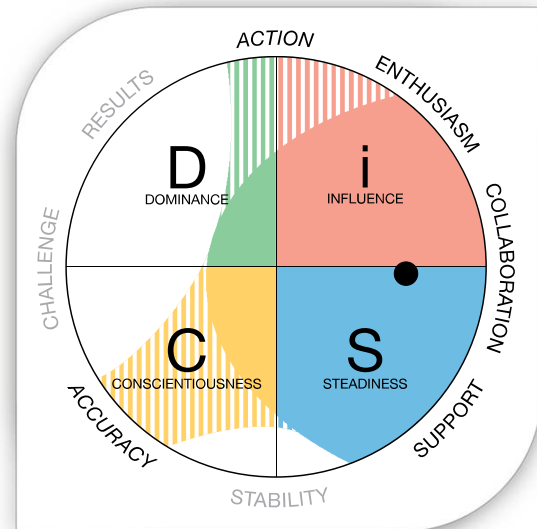 ACTION
ENTHUSIASM
RESULTS
D
DOMINANCE
i
INFLUENCE
COLLABORATION
CHALLENGE
C
CONSCIENTIOUSNESS
S
STEADINESS
SUPPORT
ACCURACY
STABILITY